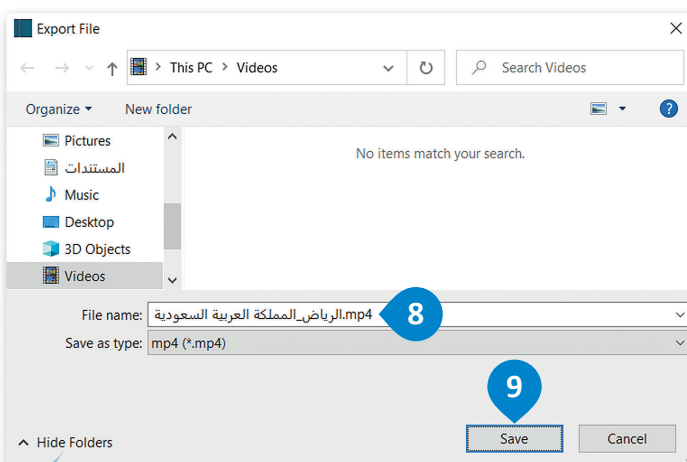 Export File
This PC > Videos
Search Videos
Organize
New folder
Pictures
المستندات
Music
Desktop
3D Objects
Videos
No items match your search.
File name: الرياض_المملكة العربية السعودية.mp4
8
Save as type: mp4 (*.mp4)
9
Save
Cancel
Hide Folders